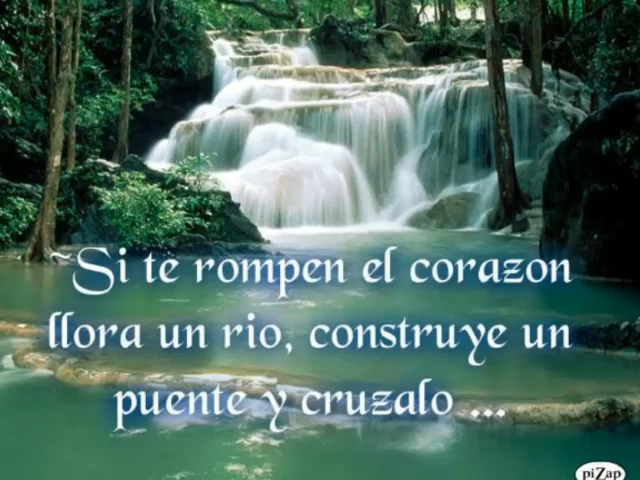 ~Si te rompen el corazon
llora un rio, construye un
puente y cruzalo ...
piZap